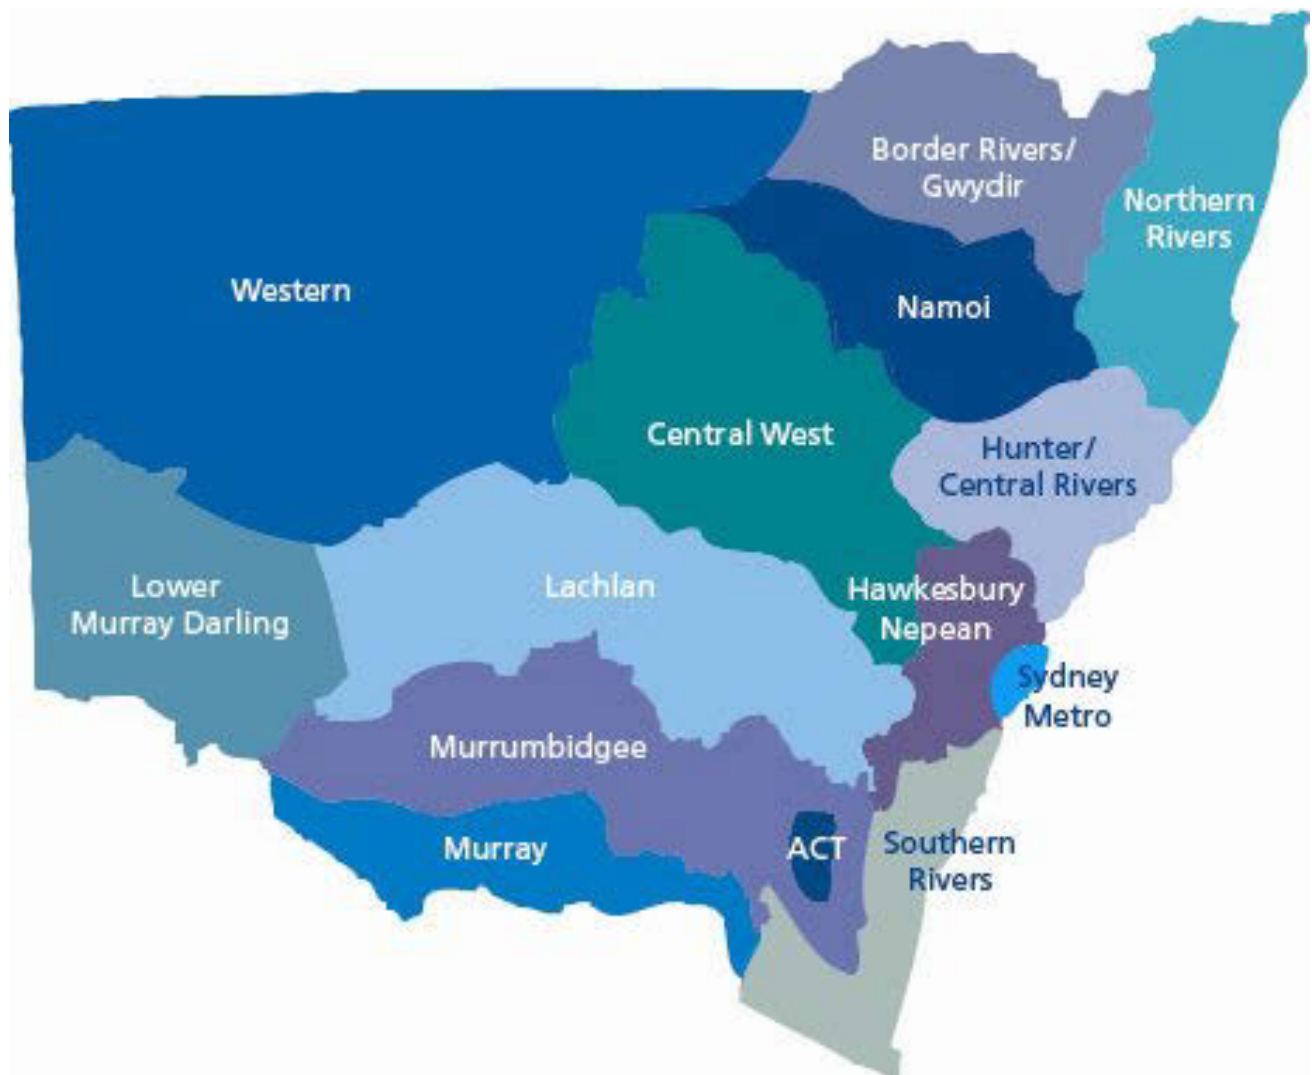 Border Rivers/
Gwydir
Northern
Rivers
Western
Namoi
Central West
Hunter/
Central Rivers
Lower
Murray Darling
Lachlan
Hawkesbury
Nepean
Sydney
Metro
Murrumbidgee
Murray
ACT
Southern
Rivers